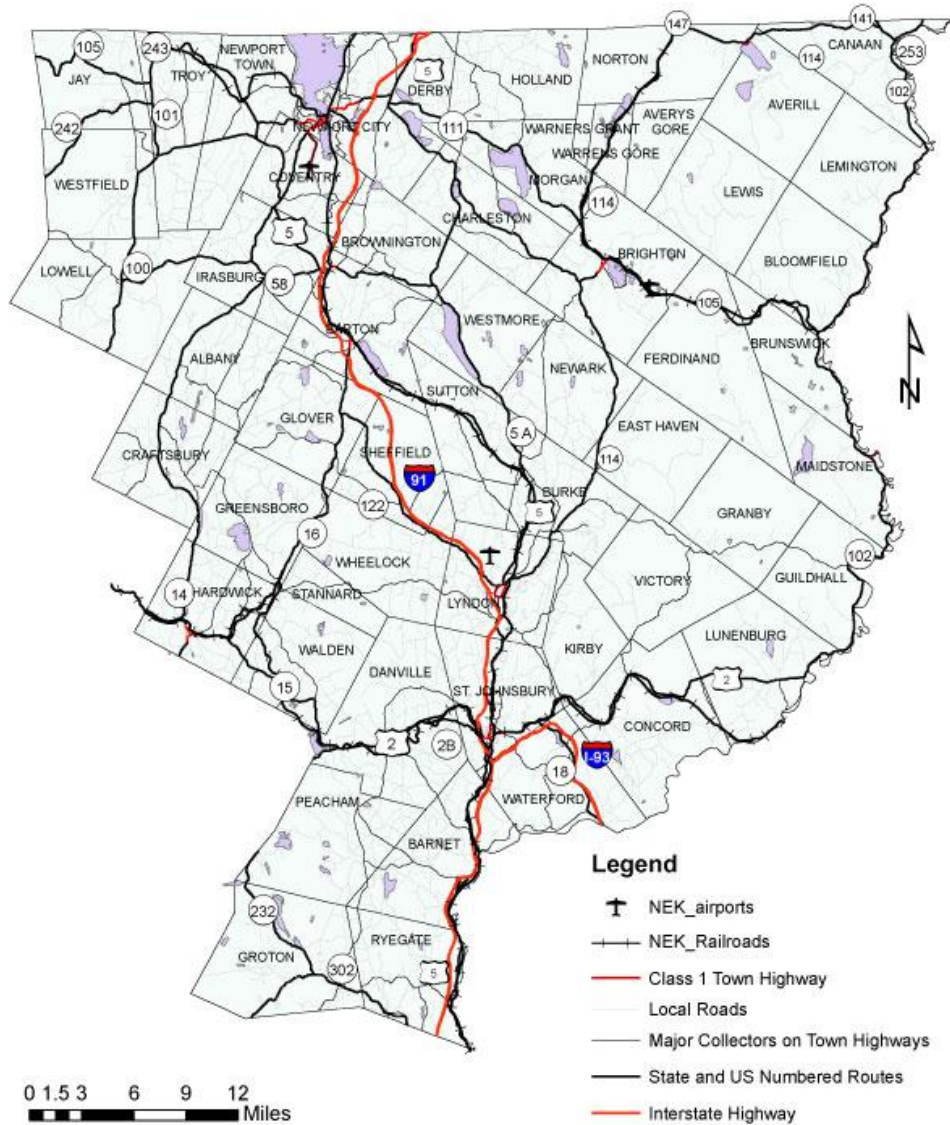 147
141
105
243
NEWPORT
TOWN
CANAAN
5
114
253
JAY
TROY
DERBY
HOLLAND
NORTON
102
AVERILL
101
111
AVERYS
GORE
NEWPORT CITY
WARNERS GRANT
242
WARRENS GORE
LEMINGTON
COVENTRY
MORGAN
WESTFIELD
LEWIS
114
CHARLESTON
5
BROWNINGTON
BRIGHTON
BLOOMFIELD
LOWELL
100
IRASBURG
58
105
WESTMORE
BARTON
BRUNSWICK
ALBANY
NEWARK
FERDINAND
SUTTON
GLOVER
EAST HAVEN
5 A
CRAFTSBURY
SHEFFIELD
114
MAIDSTONE
91
BURKE
GREENSBORO
122
5
GRANBY
16
102
WHEELOCK
GUILDHALL
VICTORY
14
HARDWICK
STANNARD
LYNDON
LUNENBURG
WALDEN
KIRBY
DANVILLE
2
15
ST. JOHNSBURY
CONCORD
2
2B
I-93
18
PEACHAM
WATERFORD
BARNET
232
RYEGATE
GROTON
302
5
N
Legend
NEK_airports
NEK_Railroads
Class 1 Town Highway
Local Roads
Major Collectors on Town Highways
State and US Numbered Routes
Interstate Highway
0 1.5 3 6 9 12
Miles